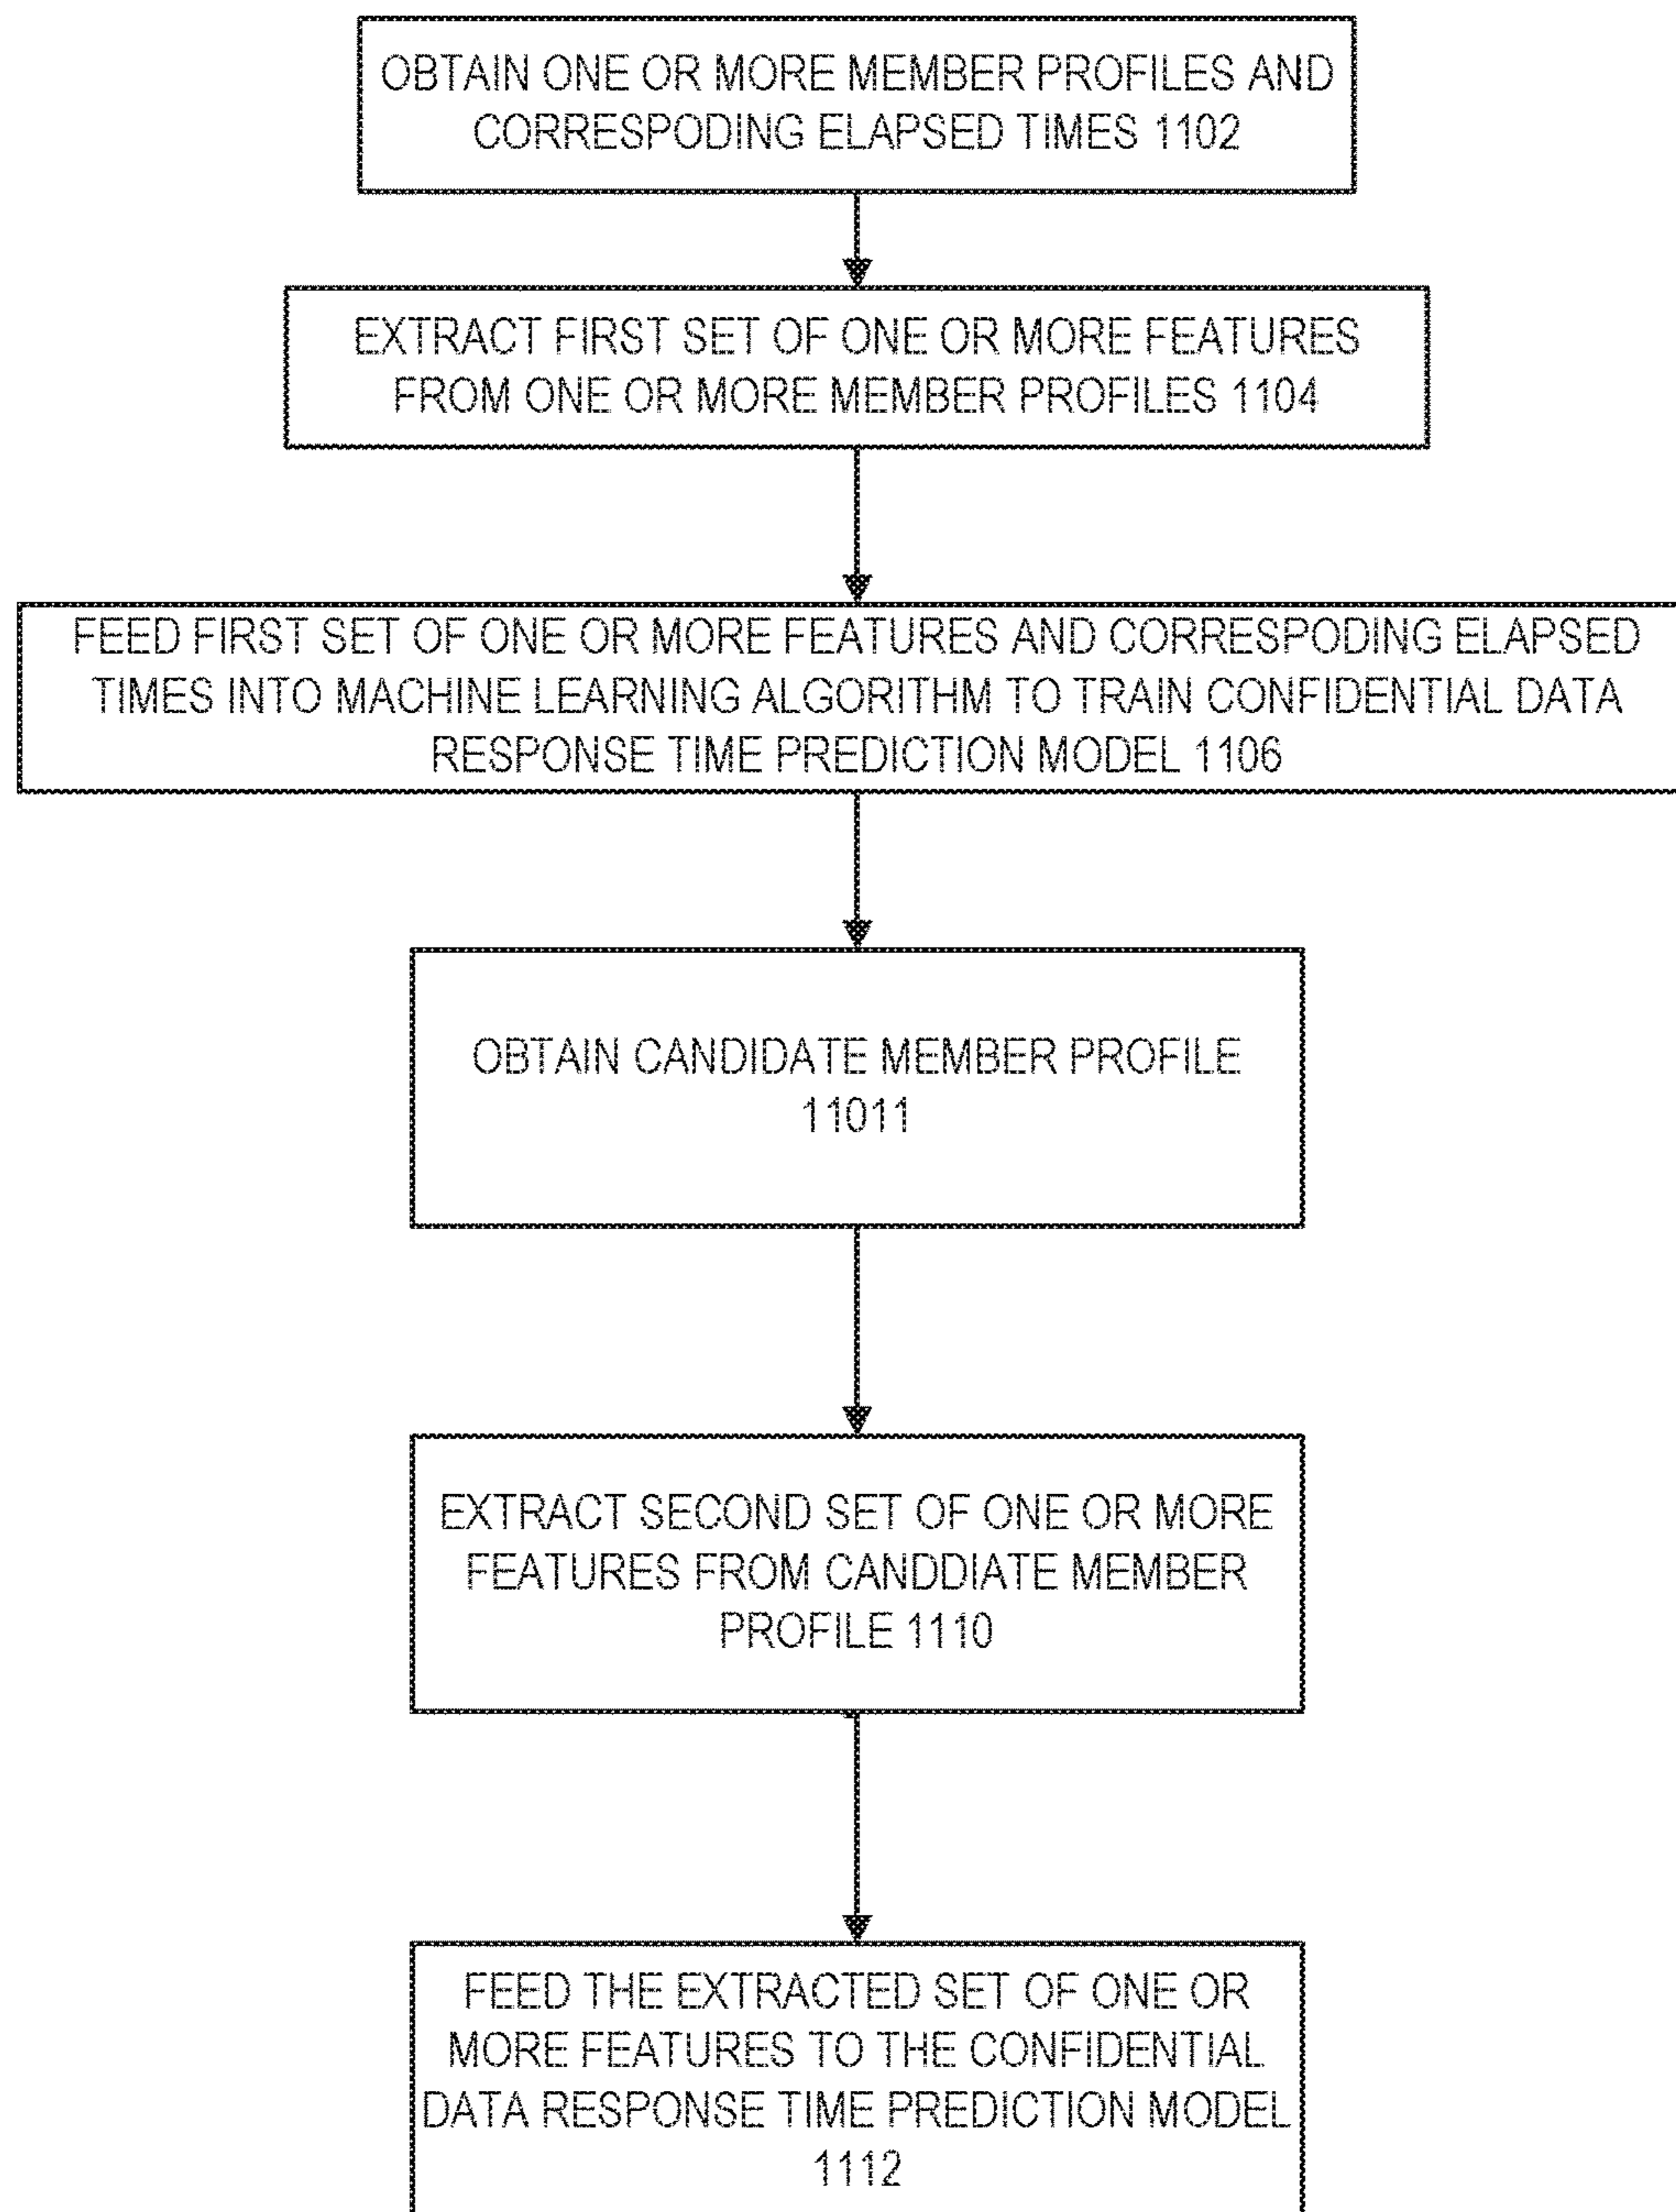 OBTAIN ONE OR MORE MEMBER PROFILES AND
CORRESPODING ELAPSED TIMES 1102
EXTRACT FIRST SET OF ONE OR MORE FEATURES
FROM ONE OR MORE MEMBER PROFILES 1104
FEED FIRST SET OF ONE OR MORE FEATURES AND CORRESPODING ELAPSED
TIMES INTO MACHINE LEARNING ALGORITHM TO TRAIN CONFIDENTIAL DATA
RESPONSE TIME PREDICTION MODEL 1106
OBTAIN CANDIDATE MEMBER PROFILE
11011
EXTRACT SECOND SET OF ONE OR MORE
FEATURES FROM CANDDIATE MEMBER
PROFILE 1110
FEED THE EXTRACTED SET OF ONE OR
MORE FEATURES TO THE CONFIDENTIAL
DATA RESPONSE TIME PREDICTION MODEL
1112